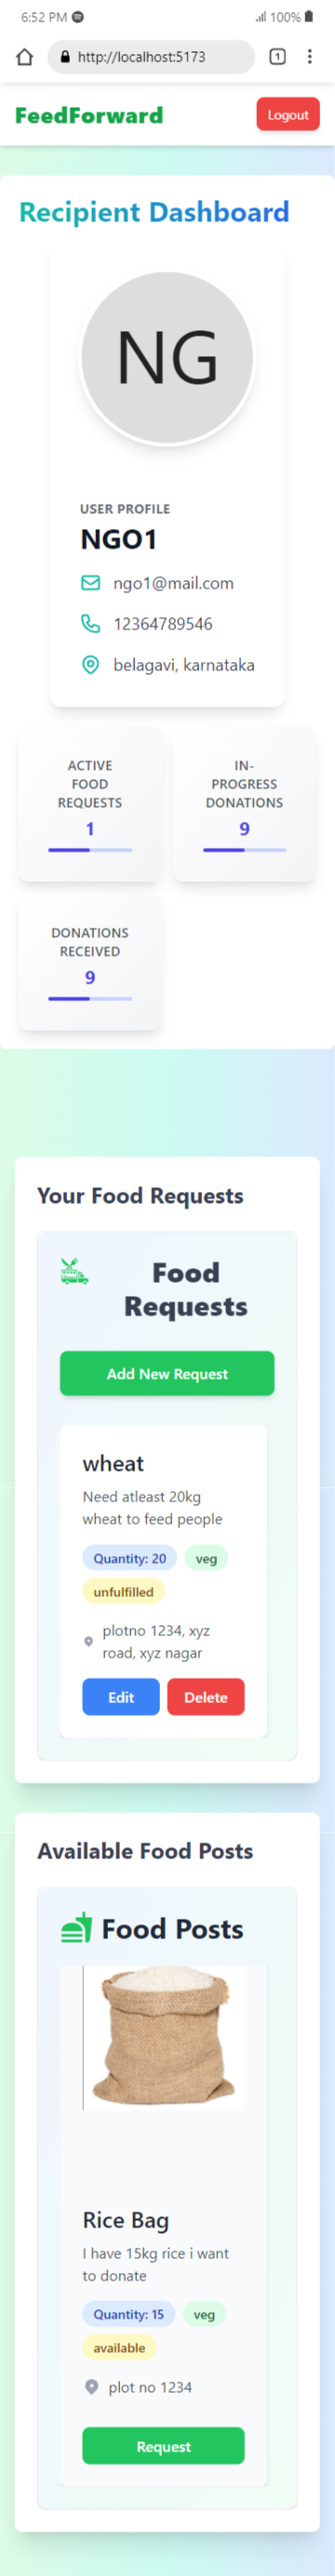 6:52 PM
100%
http://localhost:5173
1
FeedForward
Logout
Recipient Dashboard
NG
USER PROFILE
NGO1
ngo1@mail.com
12364789546
belagavi, karnataka
ACTIVE
FOOD
REQUESTS
1
IN-
PROGRESS
DONATIONS
9
DONATIONS
RECEIVED
9
Your Food Requests
Food
Requests
Add New Request
wheat
Need atleast 20kg
wheat to feed people
Quantity: 20
veg
unfulfilled
plotno 1234, xyz
road, xyz nagar
Edit
Delete
Available Food Posts
Food Posts
Rice Bag
I have 15kg rice i want
to donate
Quantity: 15
veg
available
plot no 1234
Request